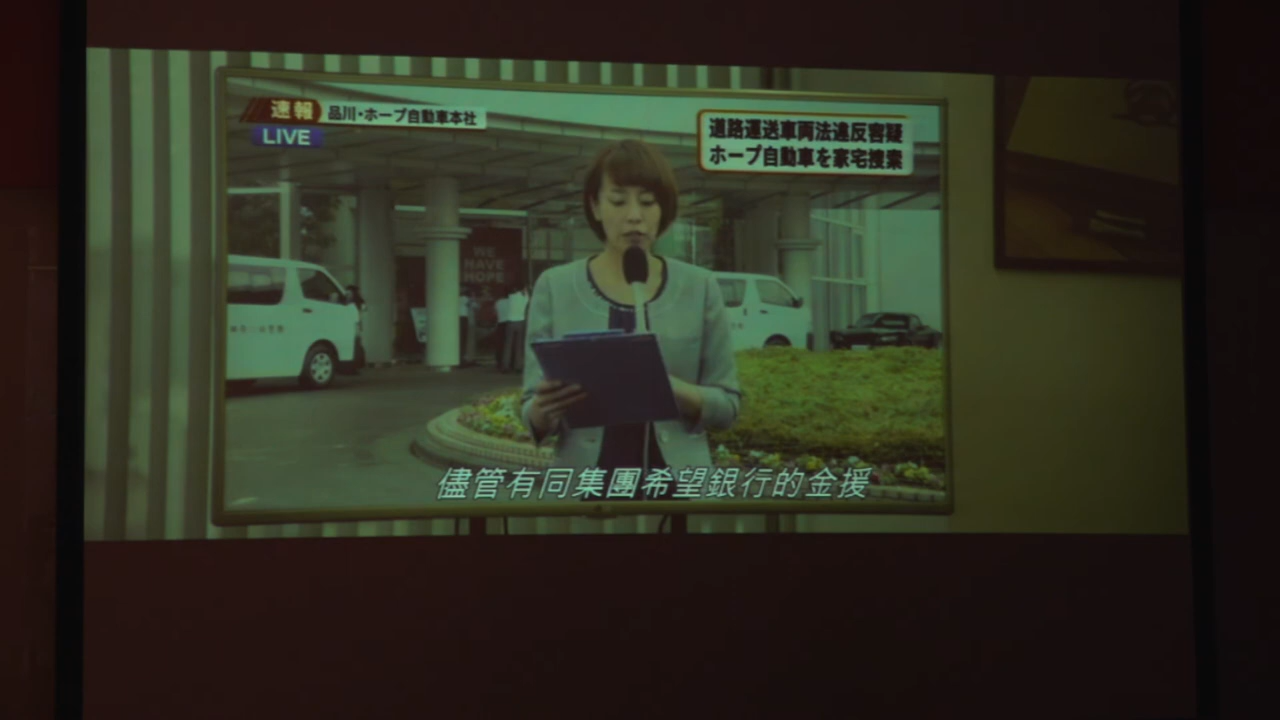 速報
品川・ホープ自動車本社
LIVE
道路運送車両法違反容疑
ホープ自動車を家宅捜索
WE
HAVE
HOPE
儘管有同集團希望銀行的金援